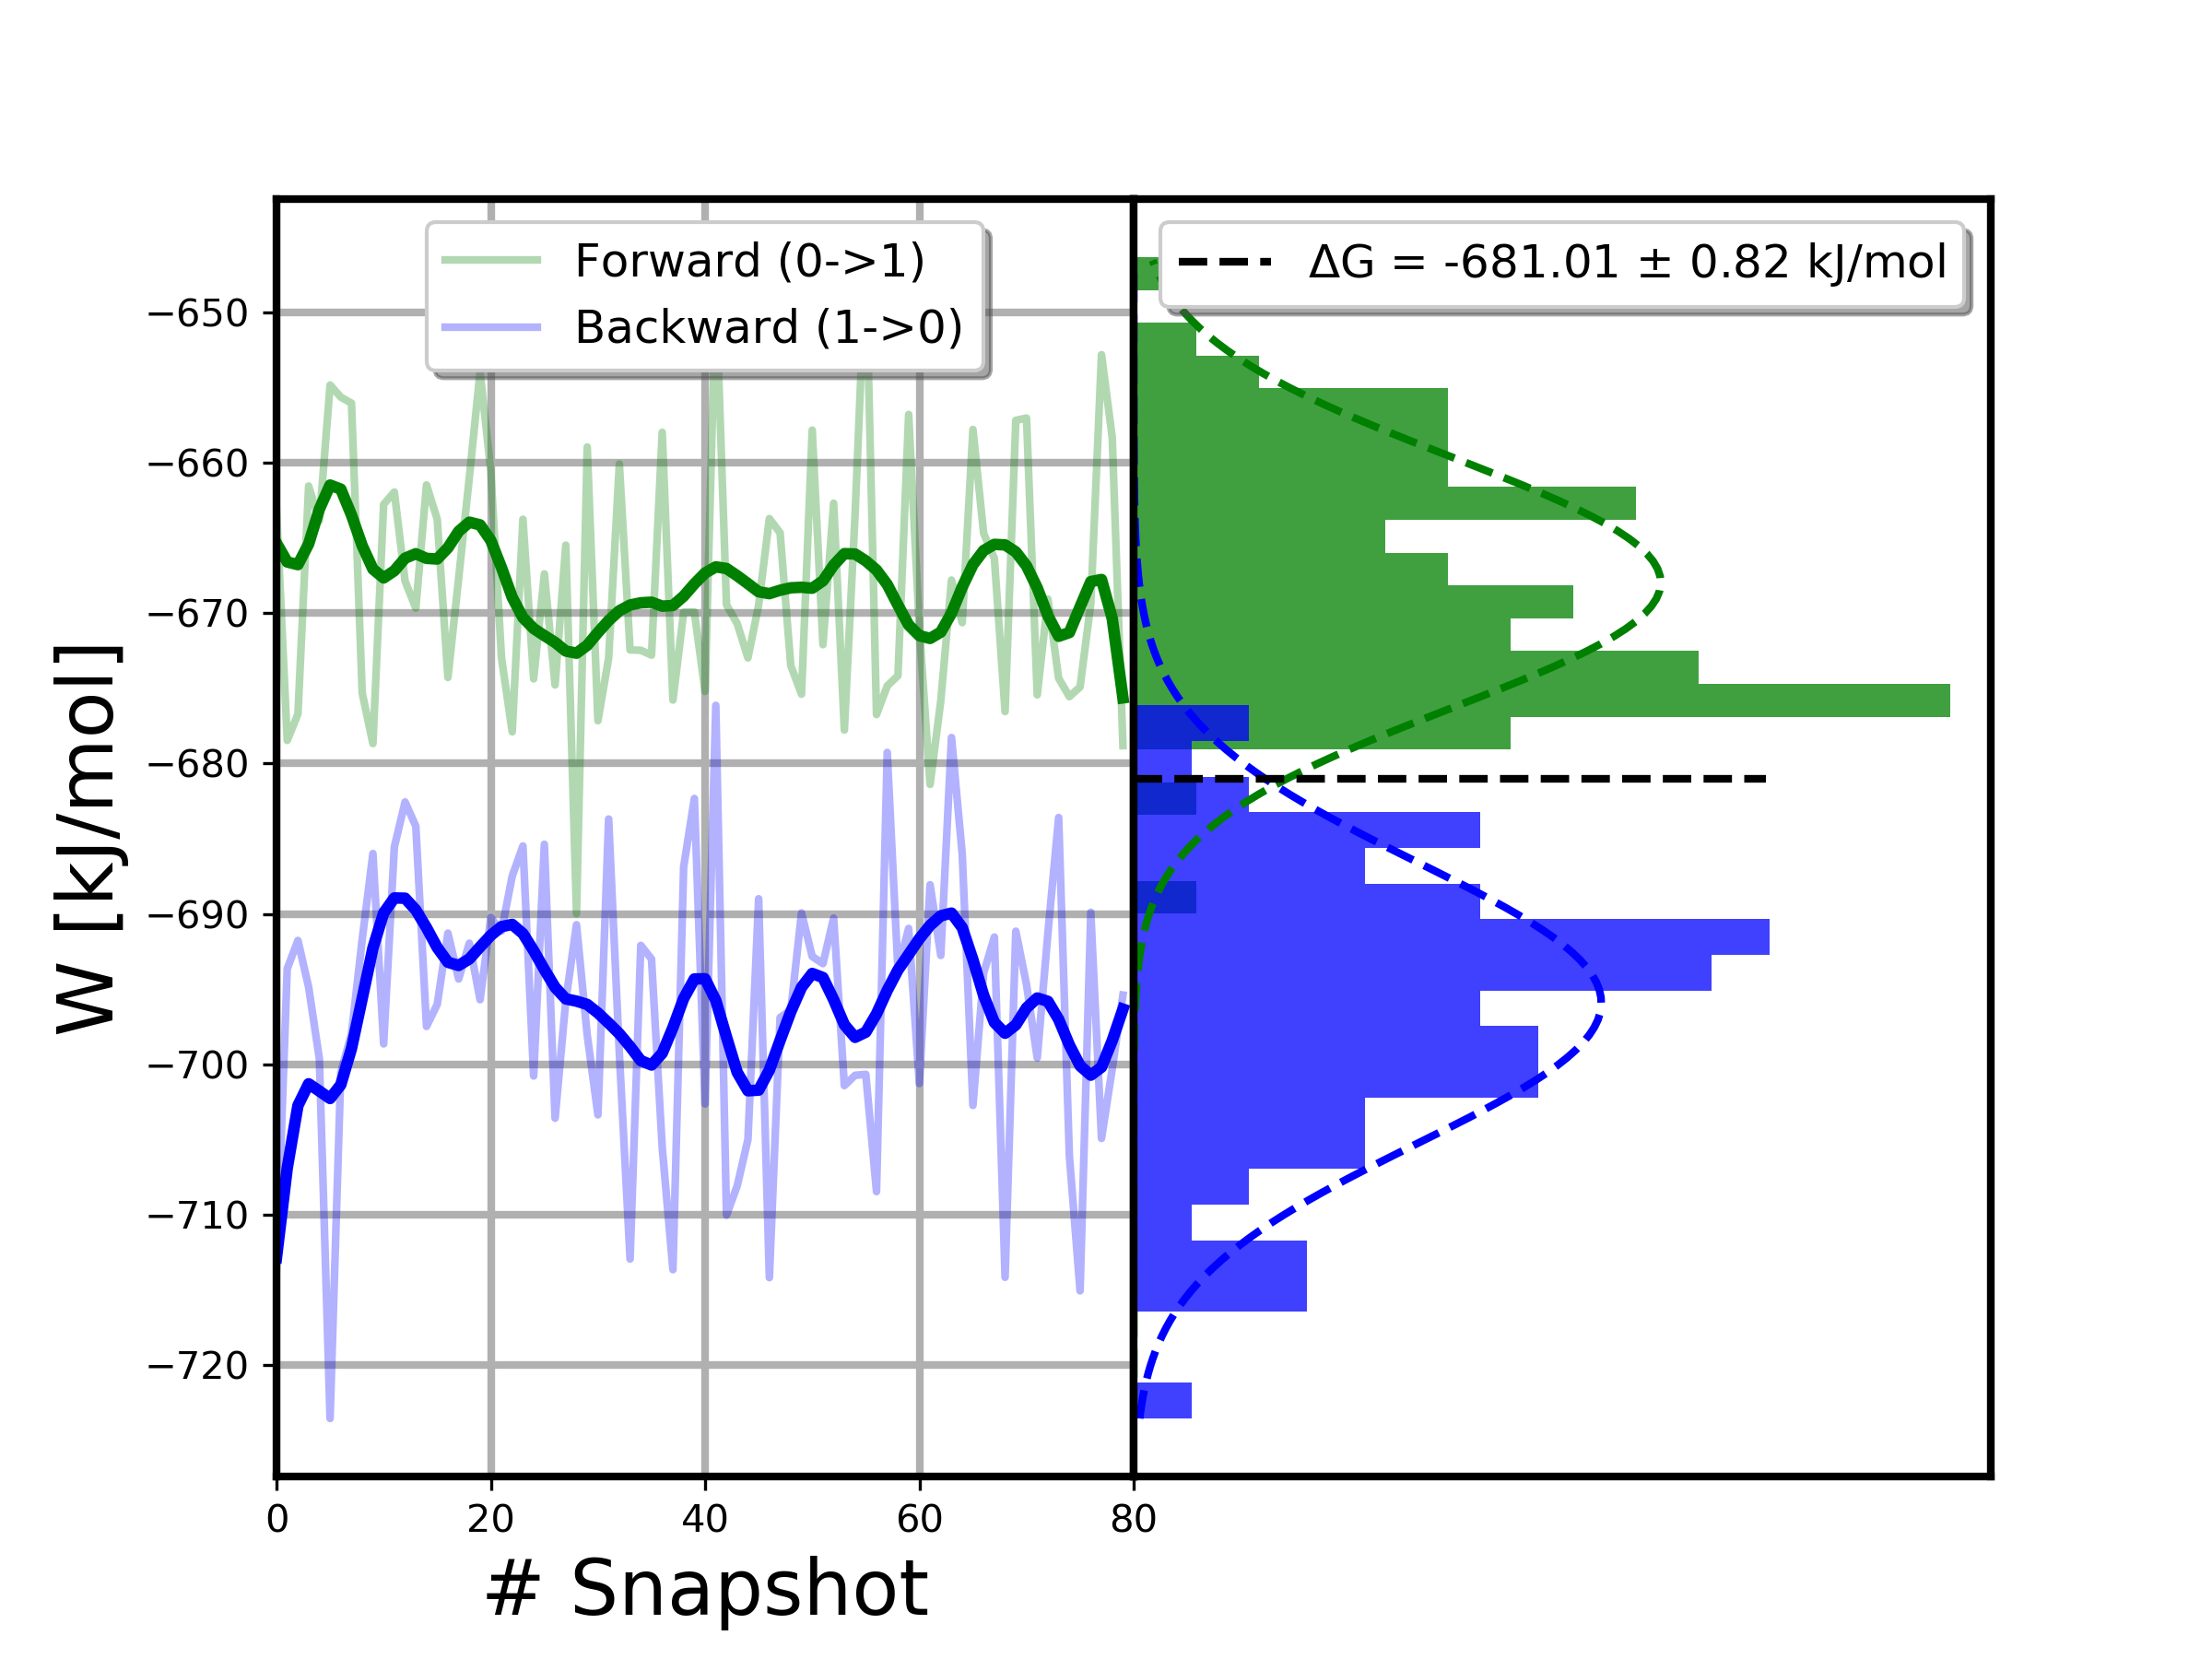 Forward (0->1)
Backward (1->0)
ΔG = -681.01 ± 0.82 kJ/mol
−650
−660
−670
−680
−690
−700
−710
−720
W [kJ/mol]
0 20 40 60 80
# Snapshot